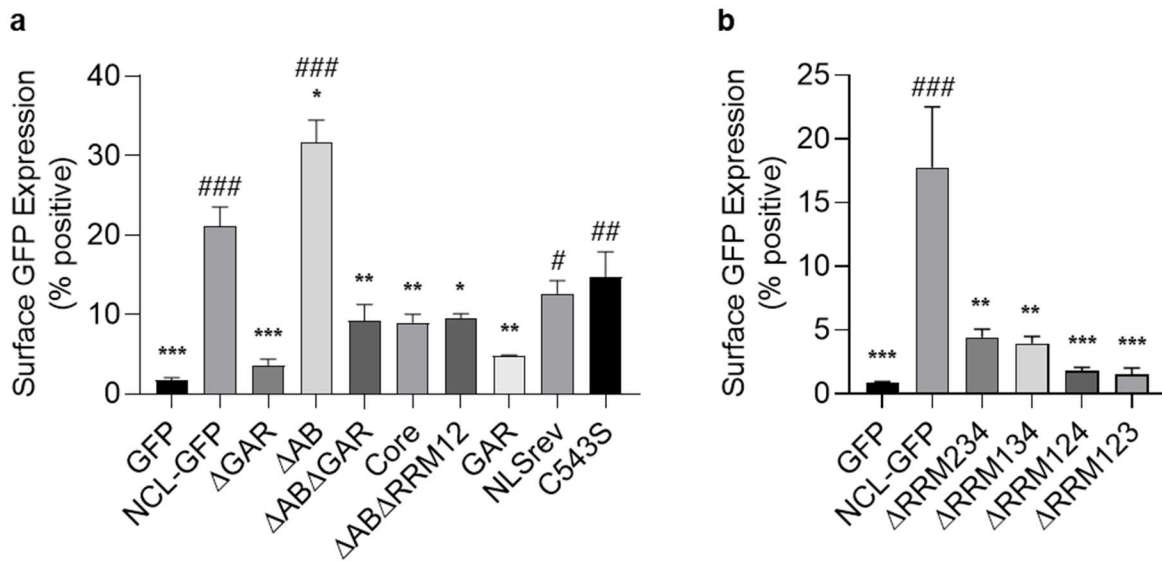 a
Surface GFP Expression
(% positive)
40
30
20
10
0
***
###
***
###
*
**
**
*
**
#
##
GFP
NCL-GFP
ΔGAR
ΔAB
ΔABΔGAR
Core
ΔABΔRRM12
GAR
NLSrev
C543S
b
Surface GFP Expression
(% positive)
25
20
15
10
5
0
***
###
**
**
***
***
GFP
NCL-GFP
ΔRRM234
ΔRRM134
ΔRRM124
ΔRRM123